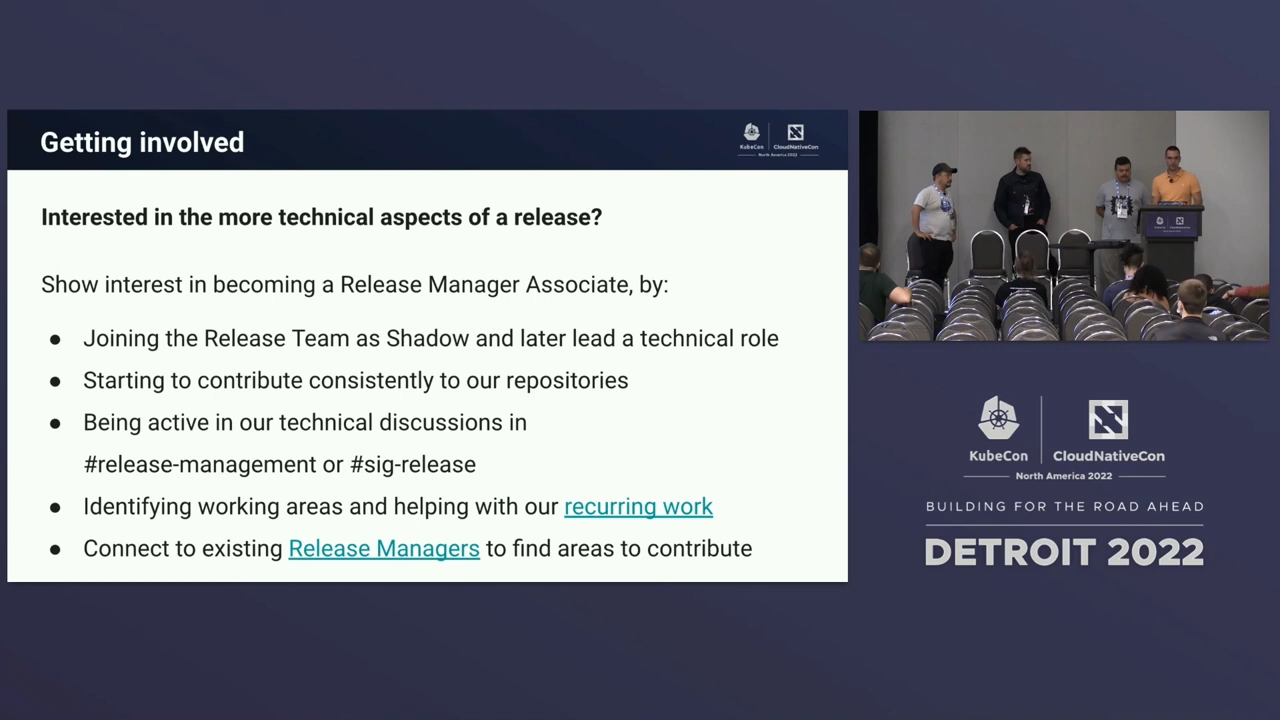 Getting involved
KubeCon
CloudNativeCon
North America 2022
Interested in the more technical aspects of a release?
Show interest in becoming a Release Manager Associate, by:
● Joining the Release Team as Shadow and later lead a technical role
● Starting to contribute consistently to our repositories
● Being active in our technical discussions in
#release-management or #sig-release
● Identifying working areas and helping with our recurring work
● Connect to existing Release Managers to find areas to contribute
KubeCon
CloudNativeCon
North America 2022
BUILDING FOR THE ROAD AHEAD
DETROIT 2022